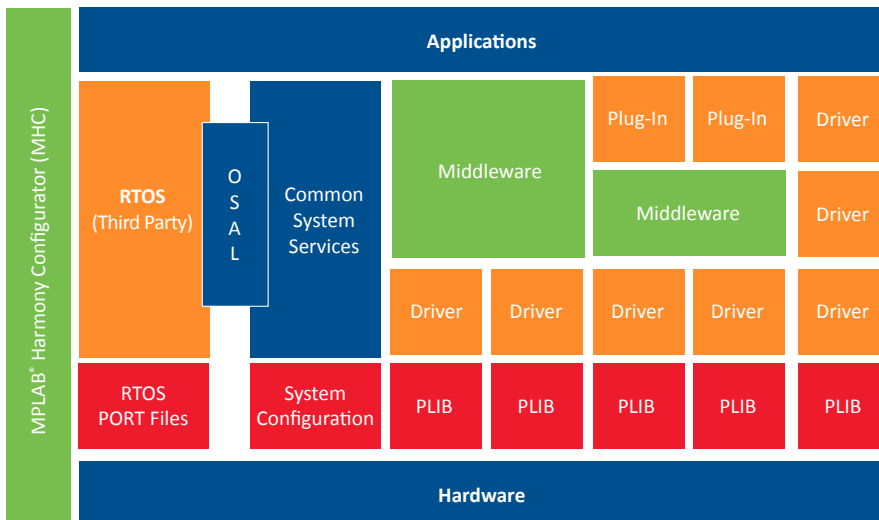 MPLAB® Harmony Configurator (MHC)
Applications
RTOS
(Third Party)
O
S
A
L
Common
System
Services
Middleware
Plug-In
Plug-In
Driver
Middleware
Driver
Driver
Driver
Driver
Driver
Driver
RTOS
PORT Files
System
Configuration
PLIB
PLIB
PLIB
PLIB
PLIB
Hardware